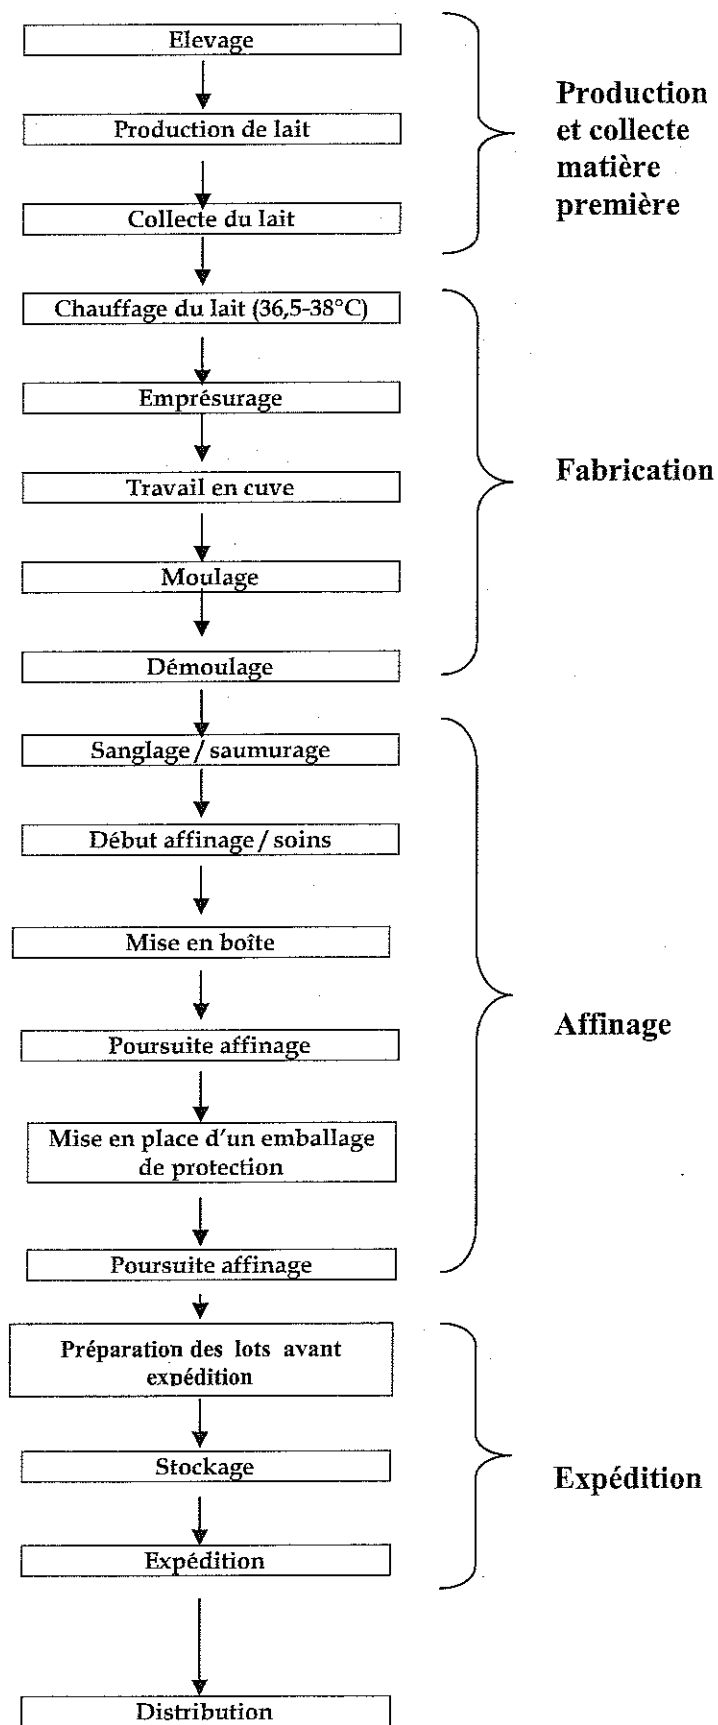 Elevage
Production de lait
Collecte du lait
Production
et collecte
matière
première
Chauffage du lait (36,5-38°C)
Emprésurage
Travail en cuve
Moulage
Démoulage
Fabrication
Sanglage / saumurage
Début affinage / soins
Mise en boîte
Poursuite affinage
Mise en place d'un emballage
de protection
Poursuite affinage
Affinage
Préparation des lots avant
expédition
Stockage
Expédition
Expédition
Distribution